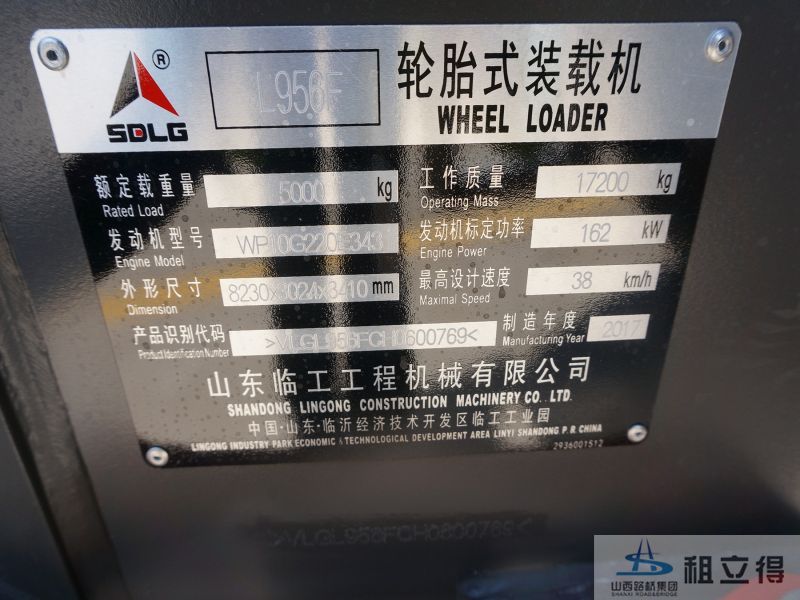 ®
SDLG
L956F
轮胎式装载机
WHEEL LOADER
额定载重量 5000 kg
Rated Load
工作质量 17200 kg
Operating Mass
发动机型号 WP10G220E343
Engine Model
发动机标定功率 162 kW
Engine Power
外形尺寸 8230×3024×3410 mm
Dimension
最高设计速度 38 km/h
Maximal Speed
产品识别代码 >VLGL956FCH0600769<
Product Identification Number
制造年度 2017
Manufacturing Year
山东临工工程机械有限公司
SHANDONG LINGONG CONSTRUCTION MACHINERY CO., LTD.
中国·山东·临沂经济技术开发区临工工业园
LINGONG INDUSTRY PARK ECONOMIC & TECHNOLOGICAL DEVELOPMENT AREA LINYI SHANDONG P.R.CHINA
2936001512
>VLGL956FCH0600769<
山西路桥集团
SHANXI ROAD&BRIDGE
租立得